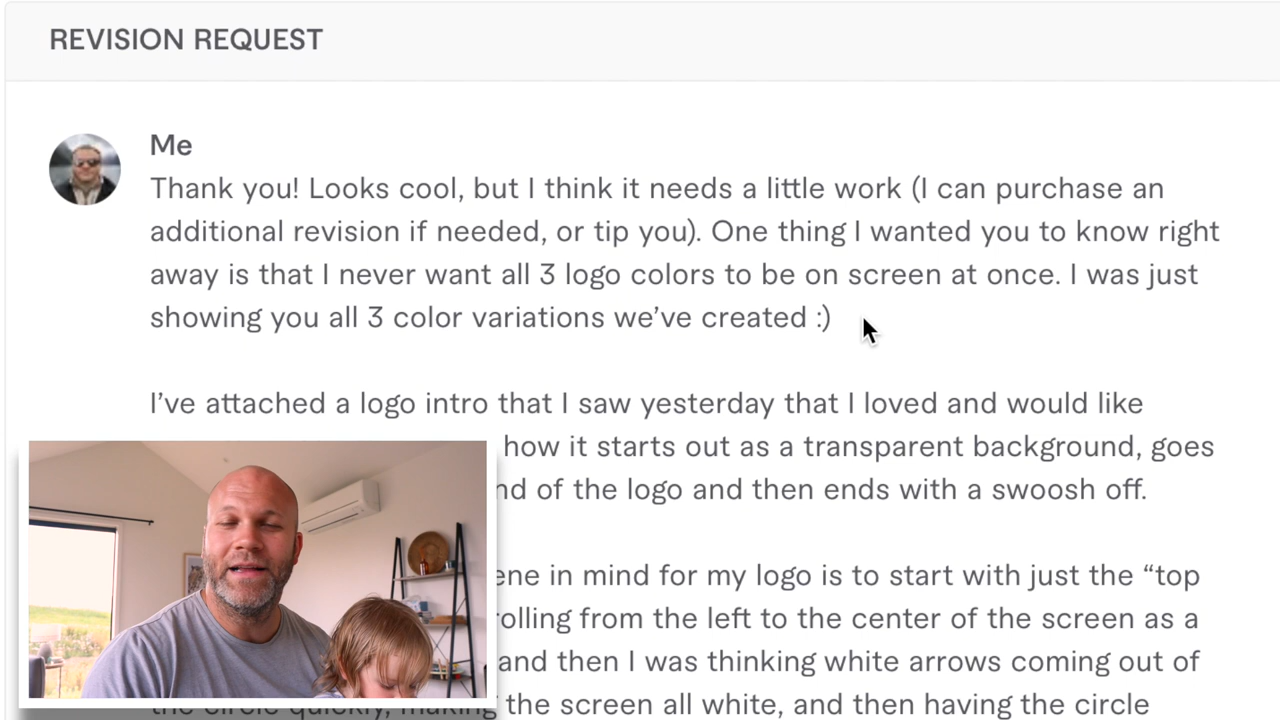 REVISION REQUEST
Me
Thank you! Looks cool, but I think it needs a little work (I can purchase an
additional revision if needed, or tip you). One thing I wanted you to know right
away is that I never want all 3 logo colors to be on screen at once. I was just
showing you all 3 color variations we’ve created :)
I’ve attached a logo intro that I saw yesterday that I loved and would like
how it starts out as a transparent background, goes
of the logo and then ends with a swoosh off.
in mind for my logo is to start with just the “top
from the left to the center of the screen as a
and then I was thinking white arrows coming out of
the circle quickly, making the screen all white, and then having the circle